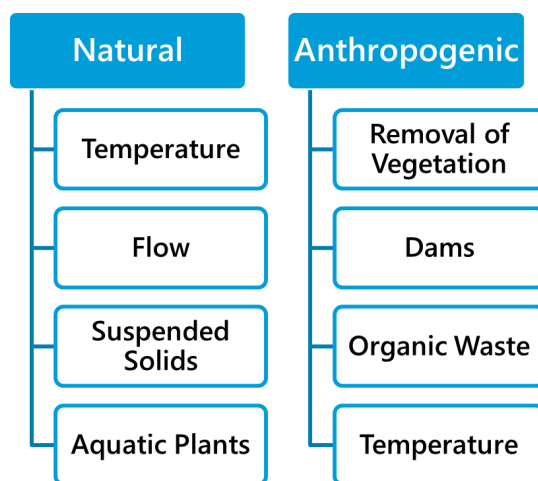 Natural
Temperature
Flow
Suspended
Solids
Aquatic Plants
Anthropogenic
Removal of
Vegetation
Dams
Organic Waste
Temperature